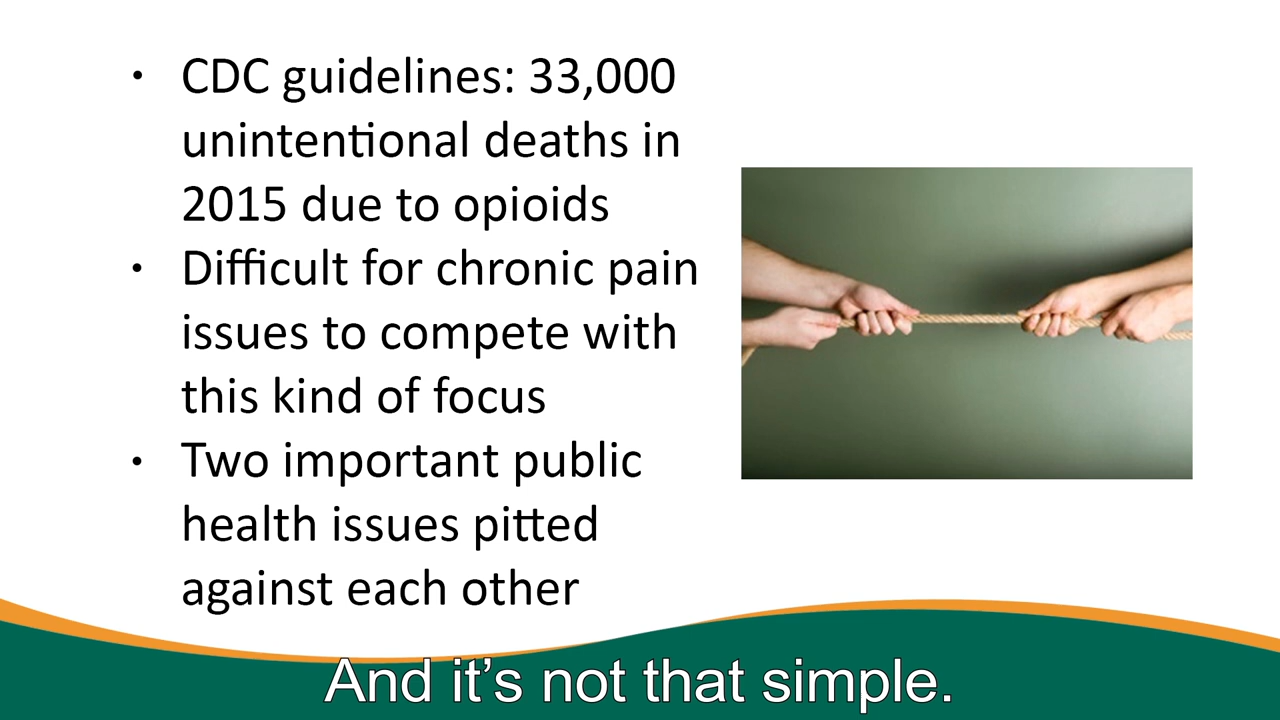 • CDC guidelines: 33,000
unintentional deaths in
2015 due to opioids
• Difficult for chronic pain
issues to compete with
this kind of focus
• Two important public
health issues pitted
against each other
And it’s not that simple.